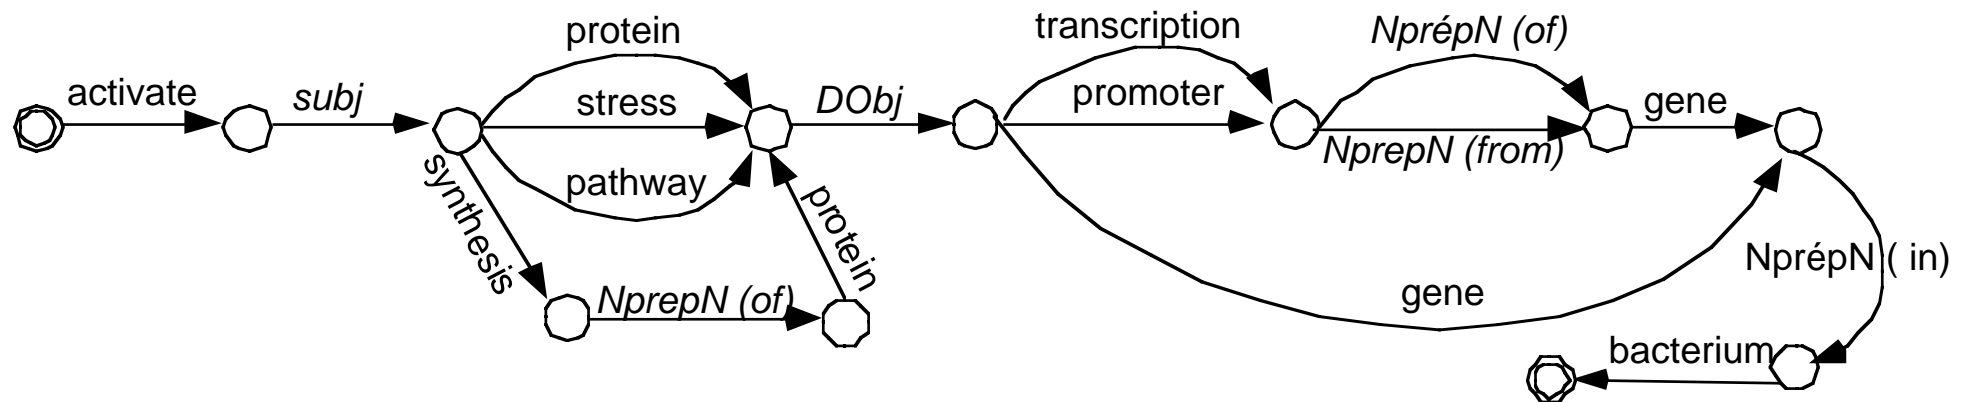 activate
subj
protein
stress
pathway
synthesis
NprepN (of)
protein
DObj
transcription
promoter
NprépN (of)
NprepN (from)
gene
gene
NprépN ( in)
bacterium